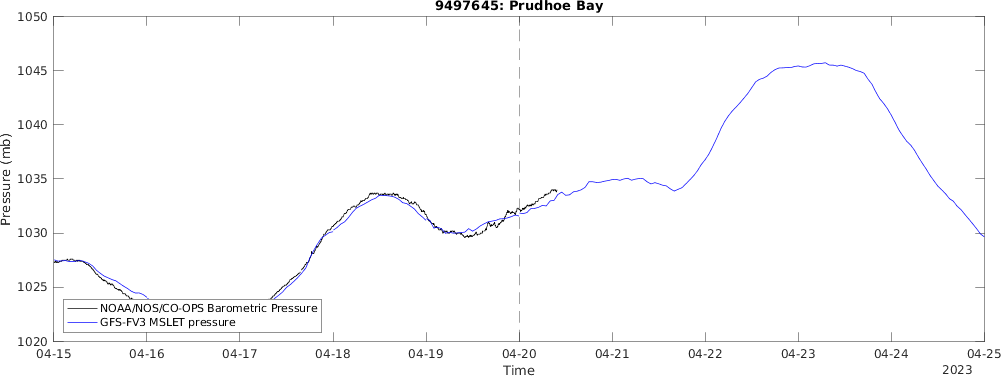 9497645: Prudhoe Bay
Pressure (mb)
1050
1045
1040
1035
1030
1025
1020
NOAA/NOS/CO-OPS Barometric Pressure
GFS-FV3 MSLET pressure
04-15 04-16 04-17 04-18 04-19 04-20 04-21 04-22 04-23 04-24 04-25
Time
2023